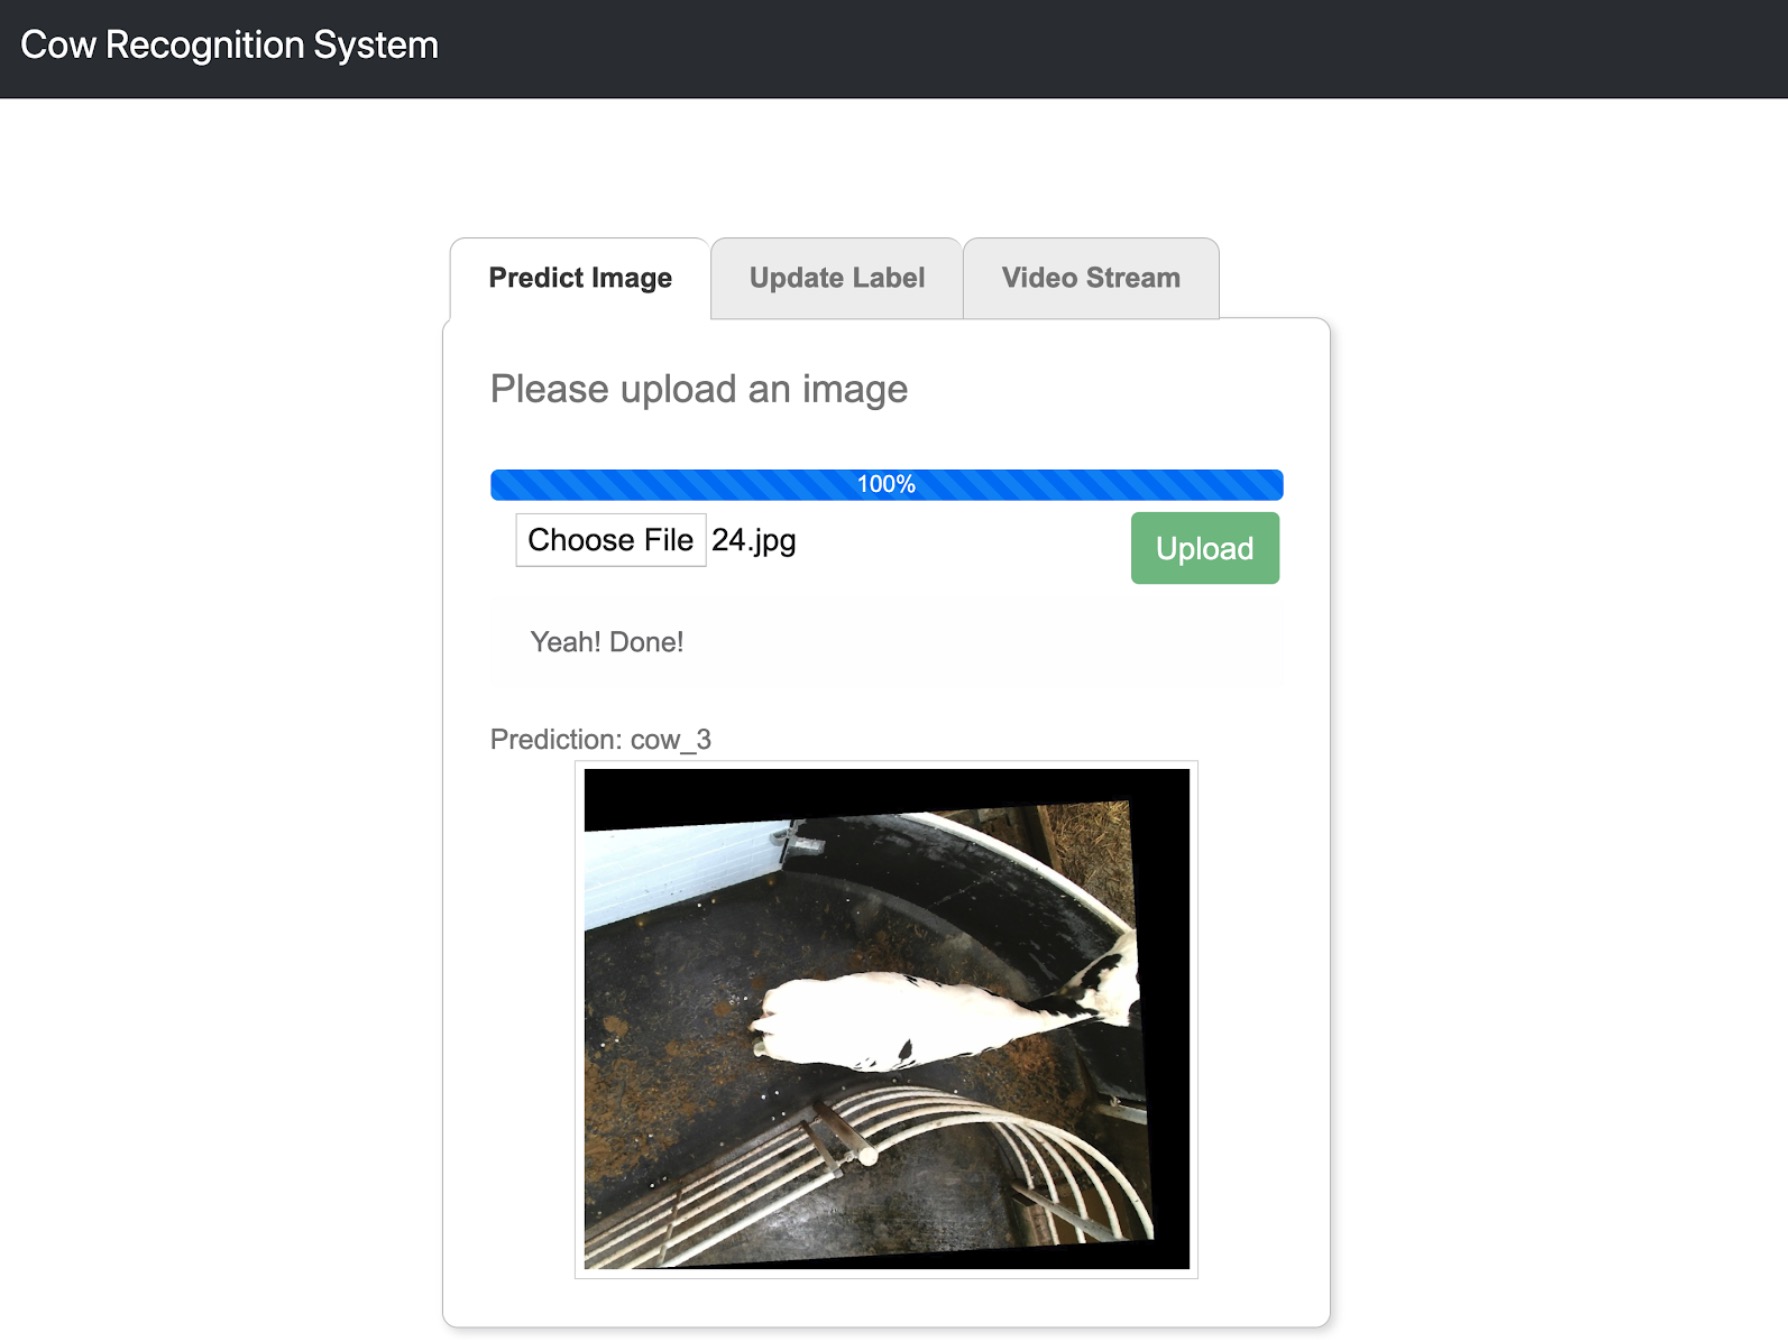 Cow Recognition System
Predict Image Update Label Video Stream
Please upload an image
100%
Choose File 24.jpg Upload
Yeah! Done!
Prediction: cow_3